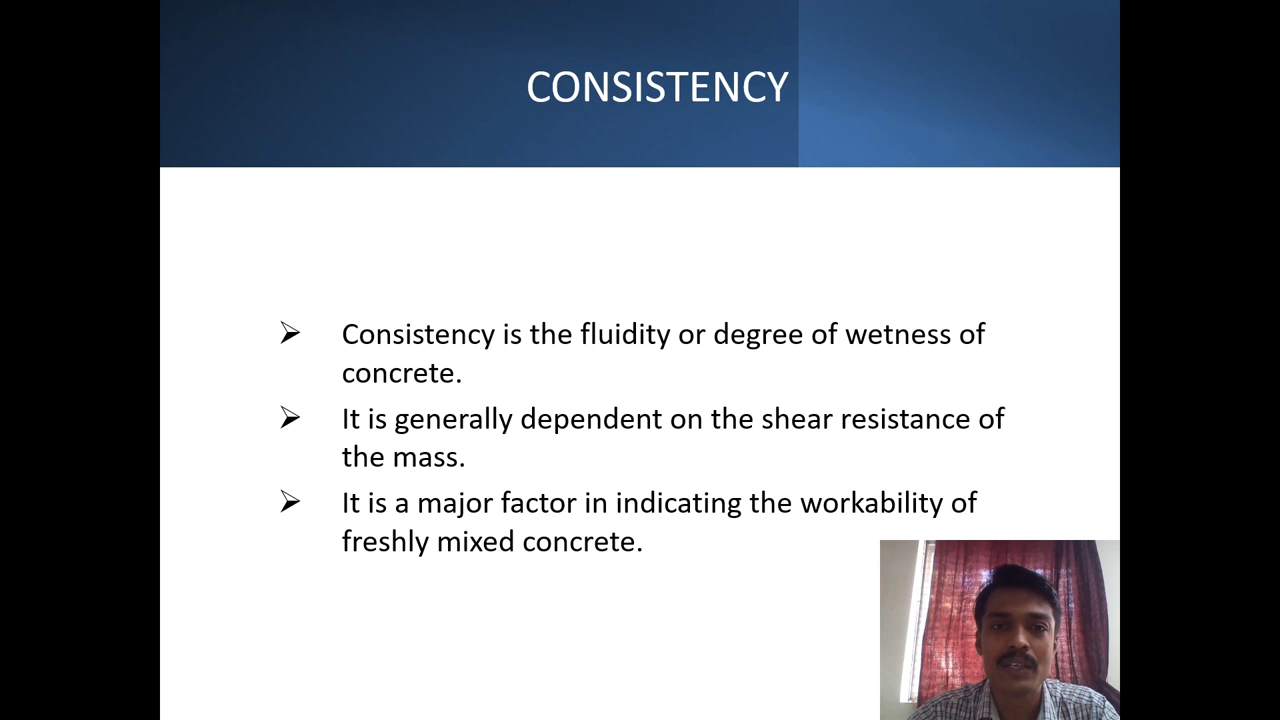 CONSISTENCY
Consistency is the fluidity or degree of wetness of
concrete.
It is generally dependent on the shear resistance of
the mass.
It is a major factor in indicating the workability of
freshly mixed concrete.